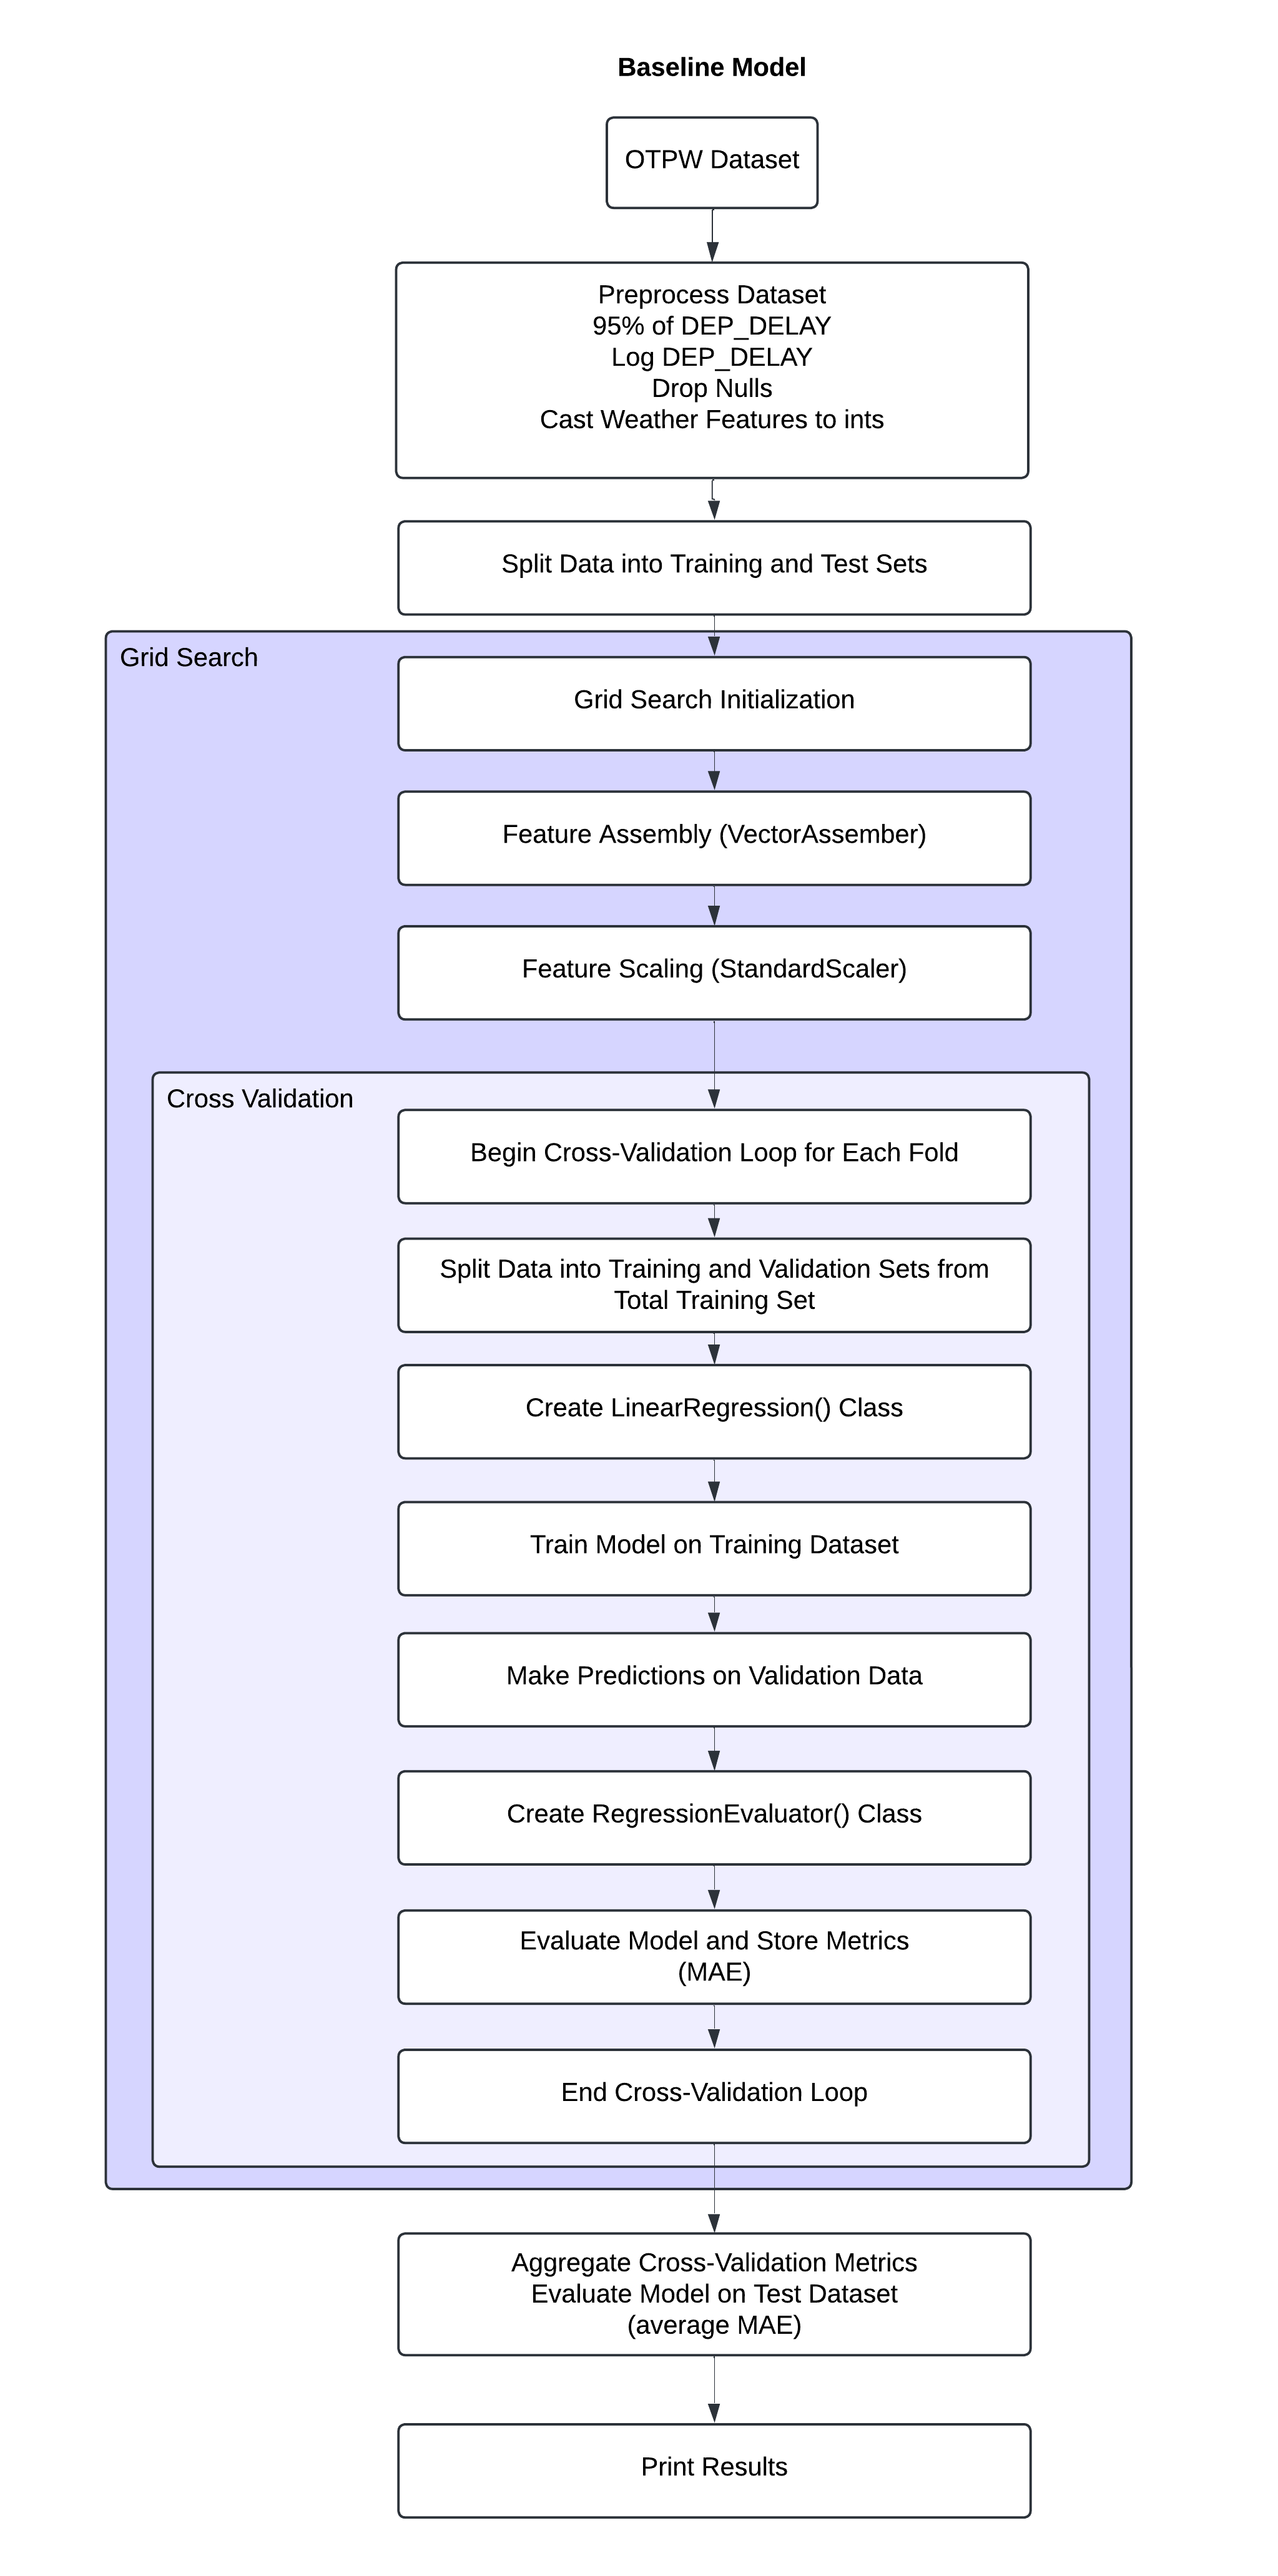 Baseline Model
OTPW Dataset
Preprocess Dataset
95% of DEP_DELAY
Log DEP_DELAY
Drop Nulls
Cast Weather Features to ints
Split Data into Training and Test Sets
Grid Search
Grid Search Initialization
Feature Assembly (VectorAssember)
Feature Scaling (StandardScaler)
Cross Validation
Begin Cross-Validation Loop for Each Fold
Split Data into Training and Validation Sets from
Total Training Set
Create LinearRegression() Class
Train Model on Training Dataset
Make Predictions on Validation Data
Create RegressionEvaluator() Class
Evaluate Model and Store Metrics
(MAE)
End Cross-Validation Loop
Aggregate Cross-Validation Metrics
Evaluate Model on Test Dataset
(average MAE)
Print Results